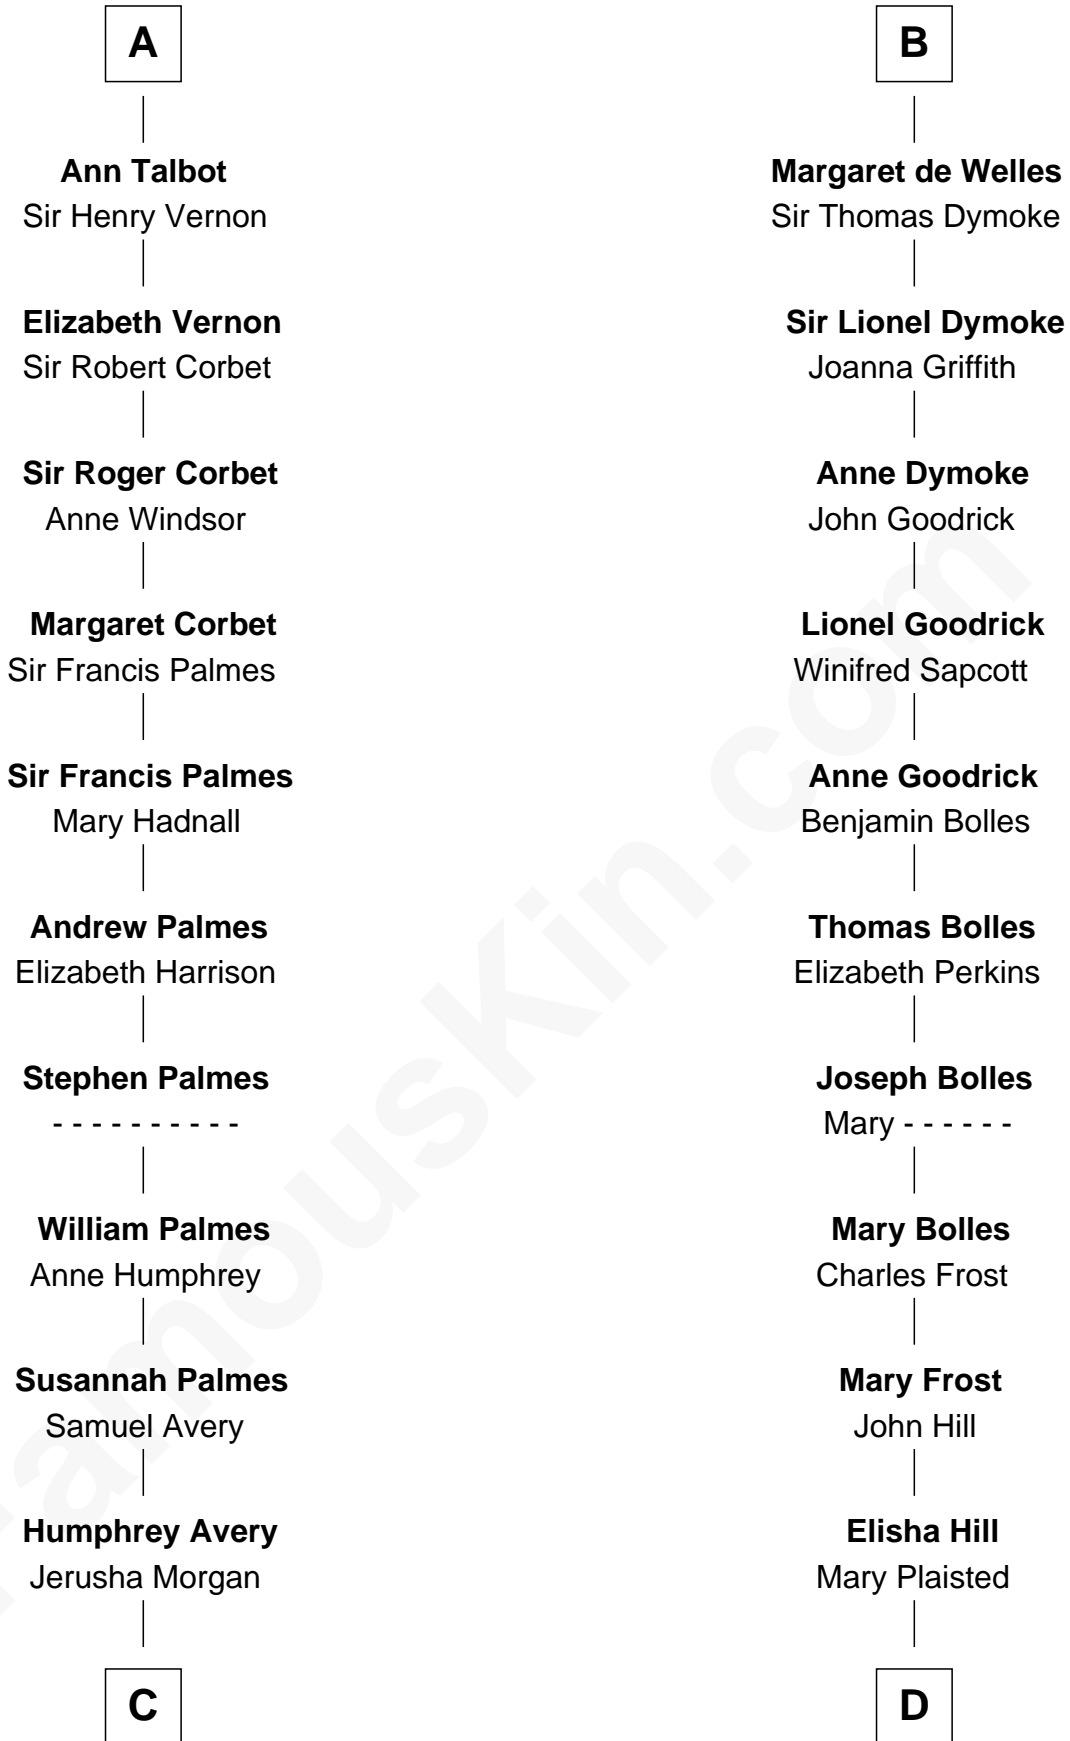 A
Ann Talbot
Sir Henry Vernon
Elizabeth Vernon
Sir Robert Corbet
Sir Roger Corbet
Anne Windsor
Margaret Corbet
Sir Francis Palmes
Sir Francis Palmes
Mary Hadnall
Andrew Palmes
Elizabeth Harrison
Stephen Palmes
- - - - - - - - - -
William Palmes
Anne Humphrey
Susannah Palmes
Samuel Avery
Humphrey Avery
Jerusha Morgan
C
B
Margaret de Welles
Sir Thomas Dymoke
Sir Lionel Dymoke
Joanna Griffith
Anne Dymoke
John Goodrick
Lionel Goodrick
Winifred Sapcott
Anne Goodrick
Benjamin Bolles
Thomas Bolles
Elizabeth Perkins
Joseph Bolles
Mary - - - - - -
Mary Bolles
Charles Frost
Mary Frost
John Hill
Elisha Hill
Mary Plaisted
D
FamousKin.com